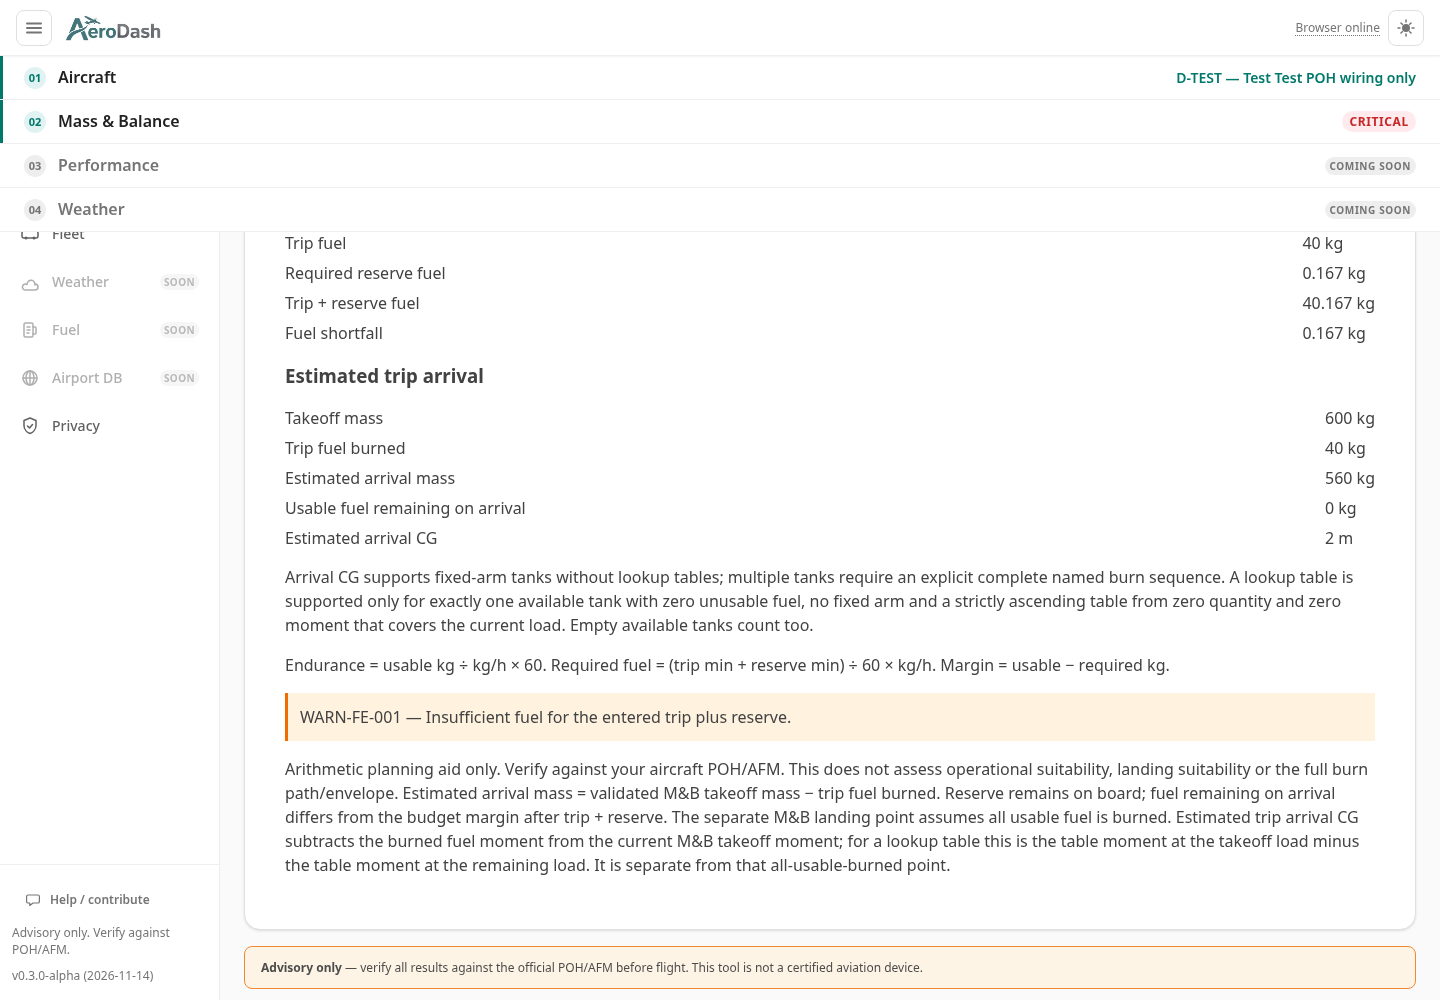 AeroDash
Browser online
01 Aircraft D-TEST — Test Test POH wiring only
02 Mass & Balance CRITICAL
03 Performance COMING SOON
04 Weather COMING SOON
Fleet
Weather SOON
Fuel SOON
Airport DB SOON
Privacy
Help / contribute
Advisory only. Verify against
POH/AFM.
v0.3.0-alpha (2026-11-14)
Trip fuel 40 kg
Required reserve fuel 0.167 kg
Trip + reserve fuel 40.167 kg
Fuel shortfall 0.167 kg
Estimated trip arrival
Takeoff mass 600 kg
Trip fuel burned 40 kg
Estimated arrival mass 560 kg
Usable fuel remaining on arrival 0 kg
Estimated arrival CG 2 m
Arrival CG supports fixed-arm tanks without lookup tables; multiple tanks require an explicit complete named burn sequence. A lookup table is
supported only for exactly one available tank with zero unusable fuel, no fixed arm and a strictly ascending table from zero quantity and zero
moment that covers the current load. Empty available tanks count too.
Endurance = usable kg ÷ kg/h × 60. Required fuel = (trip min + reserve min) ÷ 60 × kg/h. Margin = usable − required kg.
WARN-FE-001 — Insufficient fuel for the entered trip plus reserve.
Arithmetic planning aid only. Verify against your aircraft POH/AFM. This does not assess operational suitability, landing suitability or the full burn
path/envelope. Estimated arrival mass = validated M&B takeoff mass − trip fuel burned. Reserve remains on board; fuel remaining on arrival
differs from the budget margin after trip + reserve. The separate M&B landing point assumes all usable fuel is burned. Estimated trip arrival CG
subtracts the burned fuel moment from the current M&B takeoff moment; for a lookup table this is the table moment at the takeoff load minus
the table moment at the remaining load. It is separate from that all-usable-burned point.
Advisory only — verify all results against the official POH/AFM before flight. This tool is not a certified aviation device.